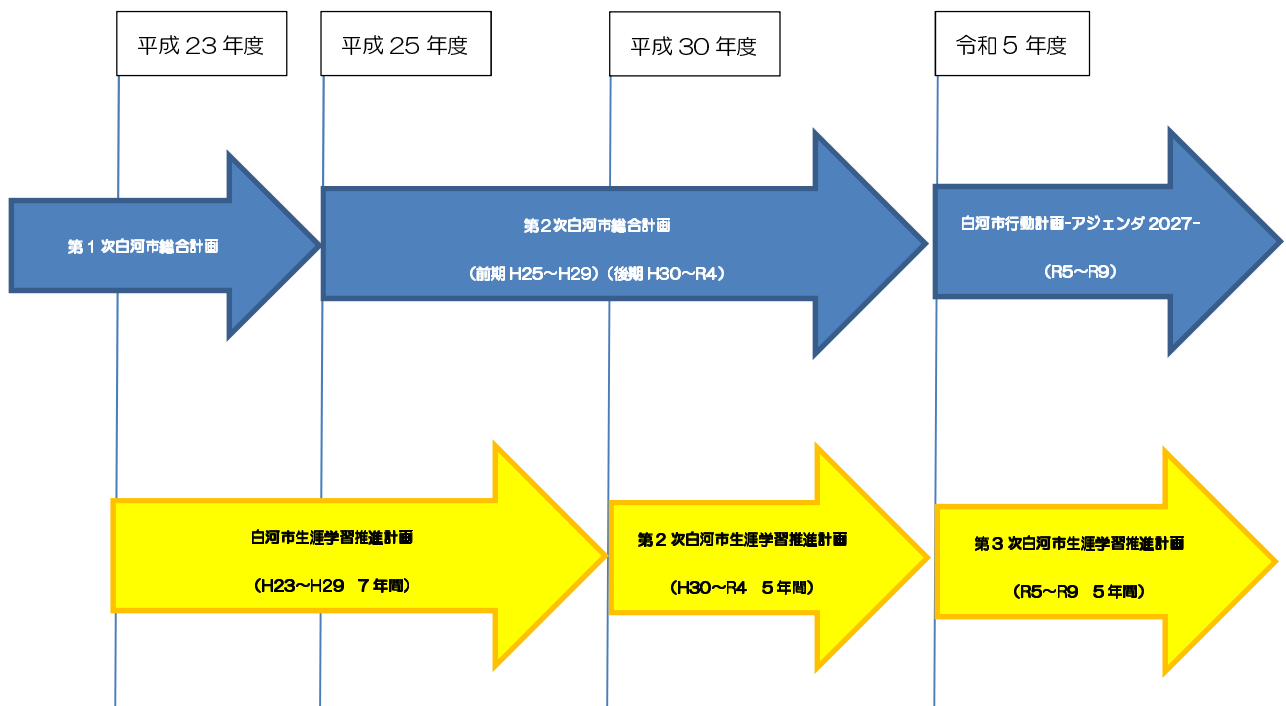 平成 23 年度
平成 25 年度
平成 30 年度
令和 5 年度
第 1 次白河市総合計画
第 2 次白河市総合計画
（前期 H25～H29）（後期 H30～R4）
白河市行動計画-アジェンダ 2027-
（R5～R9）
白河市生涯学習推進計画
（H23～H29　7 年間）
第 2 次白河市生涯学習推進計画
（H30～R4　5 年間）
第 3 次白河市生涯学習推進計画
（R5～R9　5 年間）